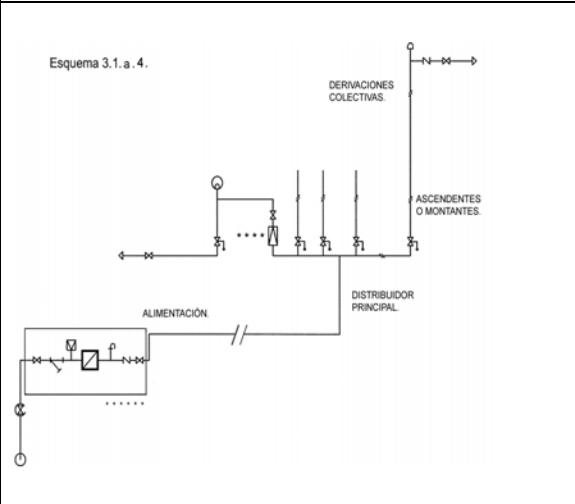 Esquema 3.1.a.4.
DERIVACIONES
COLECTIVAS.
ASCENDENTES
O MONTANTES.
* * * *
DISTRIBUIDOR
PRINCIPAL.
ALIMENTACIÓN.
* * * * * *